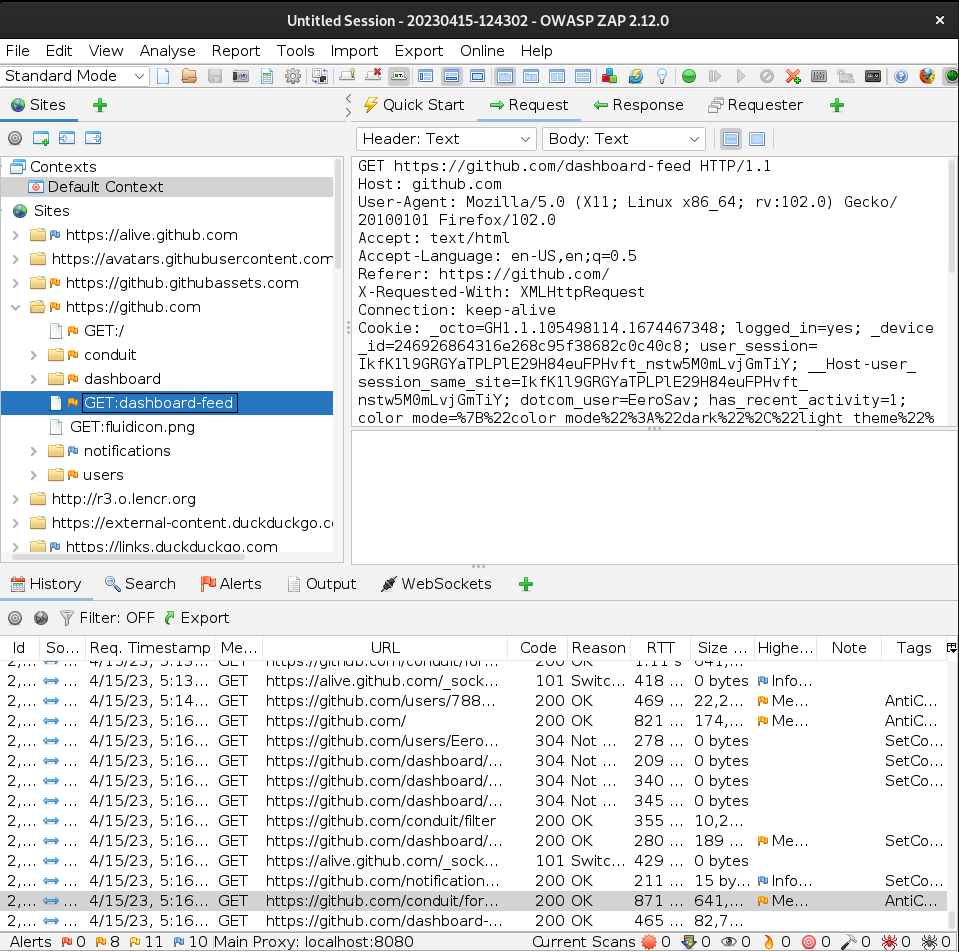 Untitled Session - 20230415-124302 - OWASP ZAP 2.12.0 ×
File Edit View Analyse Report Tools Import Export Online Help
Standard Mode
Sites
Quick Start Request Response Requester
Header: Text Body: Text
Contexts
Default Context
Sites
https://alive.github.com
https://avatars.githubusercontent.com
https://github.githubassets.com
https://github.com
GET:/
conduit
dashboard
GET:dashboard-feed
GET:fluidicon.png
notifications
users
http://r3.o.lencr.org
https://external-content.duckduckgo.co
https://links.duckduckgo.com
GET https://github.com/dashboard-feed HTTP/1.1
Host: github.com
User-Agent: Mozilla/5.0 (X11; Linux x86_64; rv:102.0) Gecko/
20100101 Firefox/102.0
Accept: text/html
Accept-Language: en-US,en;q=0.5
Referer: https://github.com/
X-Requested-With: XMLHttpRequest
Connection: keep-alive
Cookie: _octo=GH1.1.105498114.1674467348; logged_in=yes; _device
_id=246926864316e268c95f38682c0c40c8; user_session=
IkfK1l9GRGYaTPLPlE29H84euFPHvft_nstw5M0mLvjGmTiY; __Host-user_
session_same_site=IkfK1l9GRGYaTPLPlE29H84euFPHvft_
nstw5M0mLvjGmTiY; dotcom_user=EeroSav; has_recent_activity=1;
color_mode=%7B%22color_mode%22%3A%22dark%22%2C%22light_theme%22%
History Search Alerts Output WebSockets
Filter: OFF Export
Id So... Req. Timestamp Me... URL Code Reason RTT Size ... Highe... Note Tags
2,... 4/15/23, 5:13... GET https://github.com/conduit/for... 200 OK 1.11 s 641,...
2,... 4/15/23, 5:13... GET https://alive.github.com/_sock... 101 Switc... 418 ... 0 bytes Info...
2,... 4/15/23, 5:14... GET https://github.com/users/788... 200 OK 469 ... 22,2... Me... AntiC...
2,... 4/15/23, 5:16... GET https://github.com/ 200 OK 821 ... 174,... Me... AntiC...
2,... 4/15/23, 5:16... GET https://github.com/users/Eero... 304 Not ... 278 ... 0 bytes SetCo...
2,... 4/15/23, 5:16... GET https://github.com/dashboard/... 200 OK 209 ... 0 bytes SetCo...
2,... 4/15/23, 5:16... GET https://github.com/dashboard/... 304 Not ... 340 ... 0 bytes SetCo...
2,... 4/15/23, 5:16... GET https://github.com/dashboard/... 304 Not ... 345 ... 0 bytes
2,... 4/15/23, 5:16... GET https://github.com/conduit/filter 200 OK 355 ... 10,2...
2,... 4/15/23, 5:16... GET https://github.com/dashboard/... 200 OK 280 ... 189 ... Me... SetCo...
2,... 4/15/23, 5:16... GET https://alive.github.com/_sock... 101 Switc... 429 ... 0 bytes
2,... 4/15/23, 5:16... GET https://github.com/notification... 200 OK 211 ... 15 by... Info... SetCo...
2,... 4/15/23, 5:16... GET https://github.com/conduit/for... 200 OK 871 ... 641,... Me... AntiC...
2,... 4/15/23, 5:16... GET https://github.com/dashboard-... 200 OK 465 ... 82,7...
Alerts 0 8 11 10 Main Proxy: localhost:8080 Current Scans 0 0 0 0 0 0 0 0